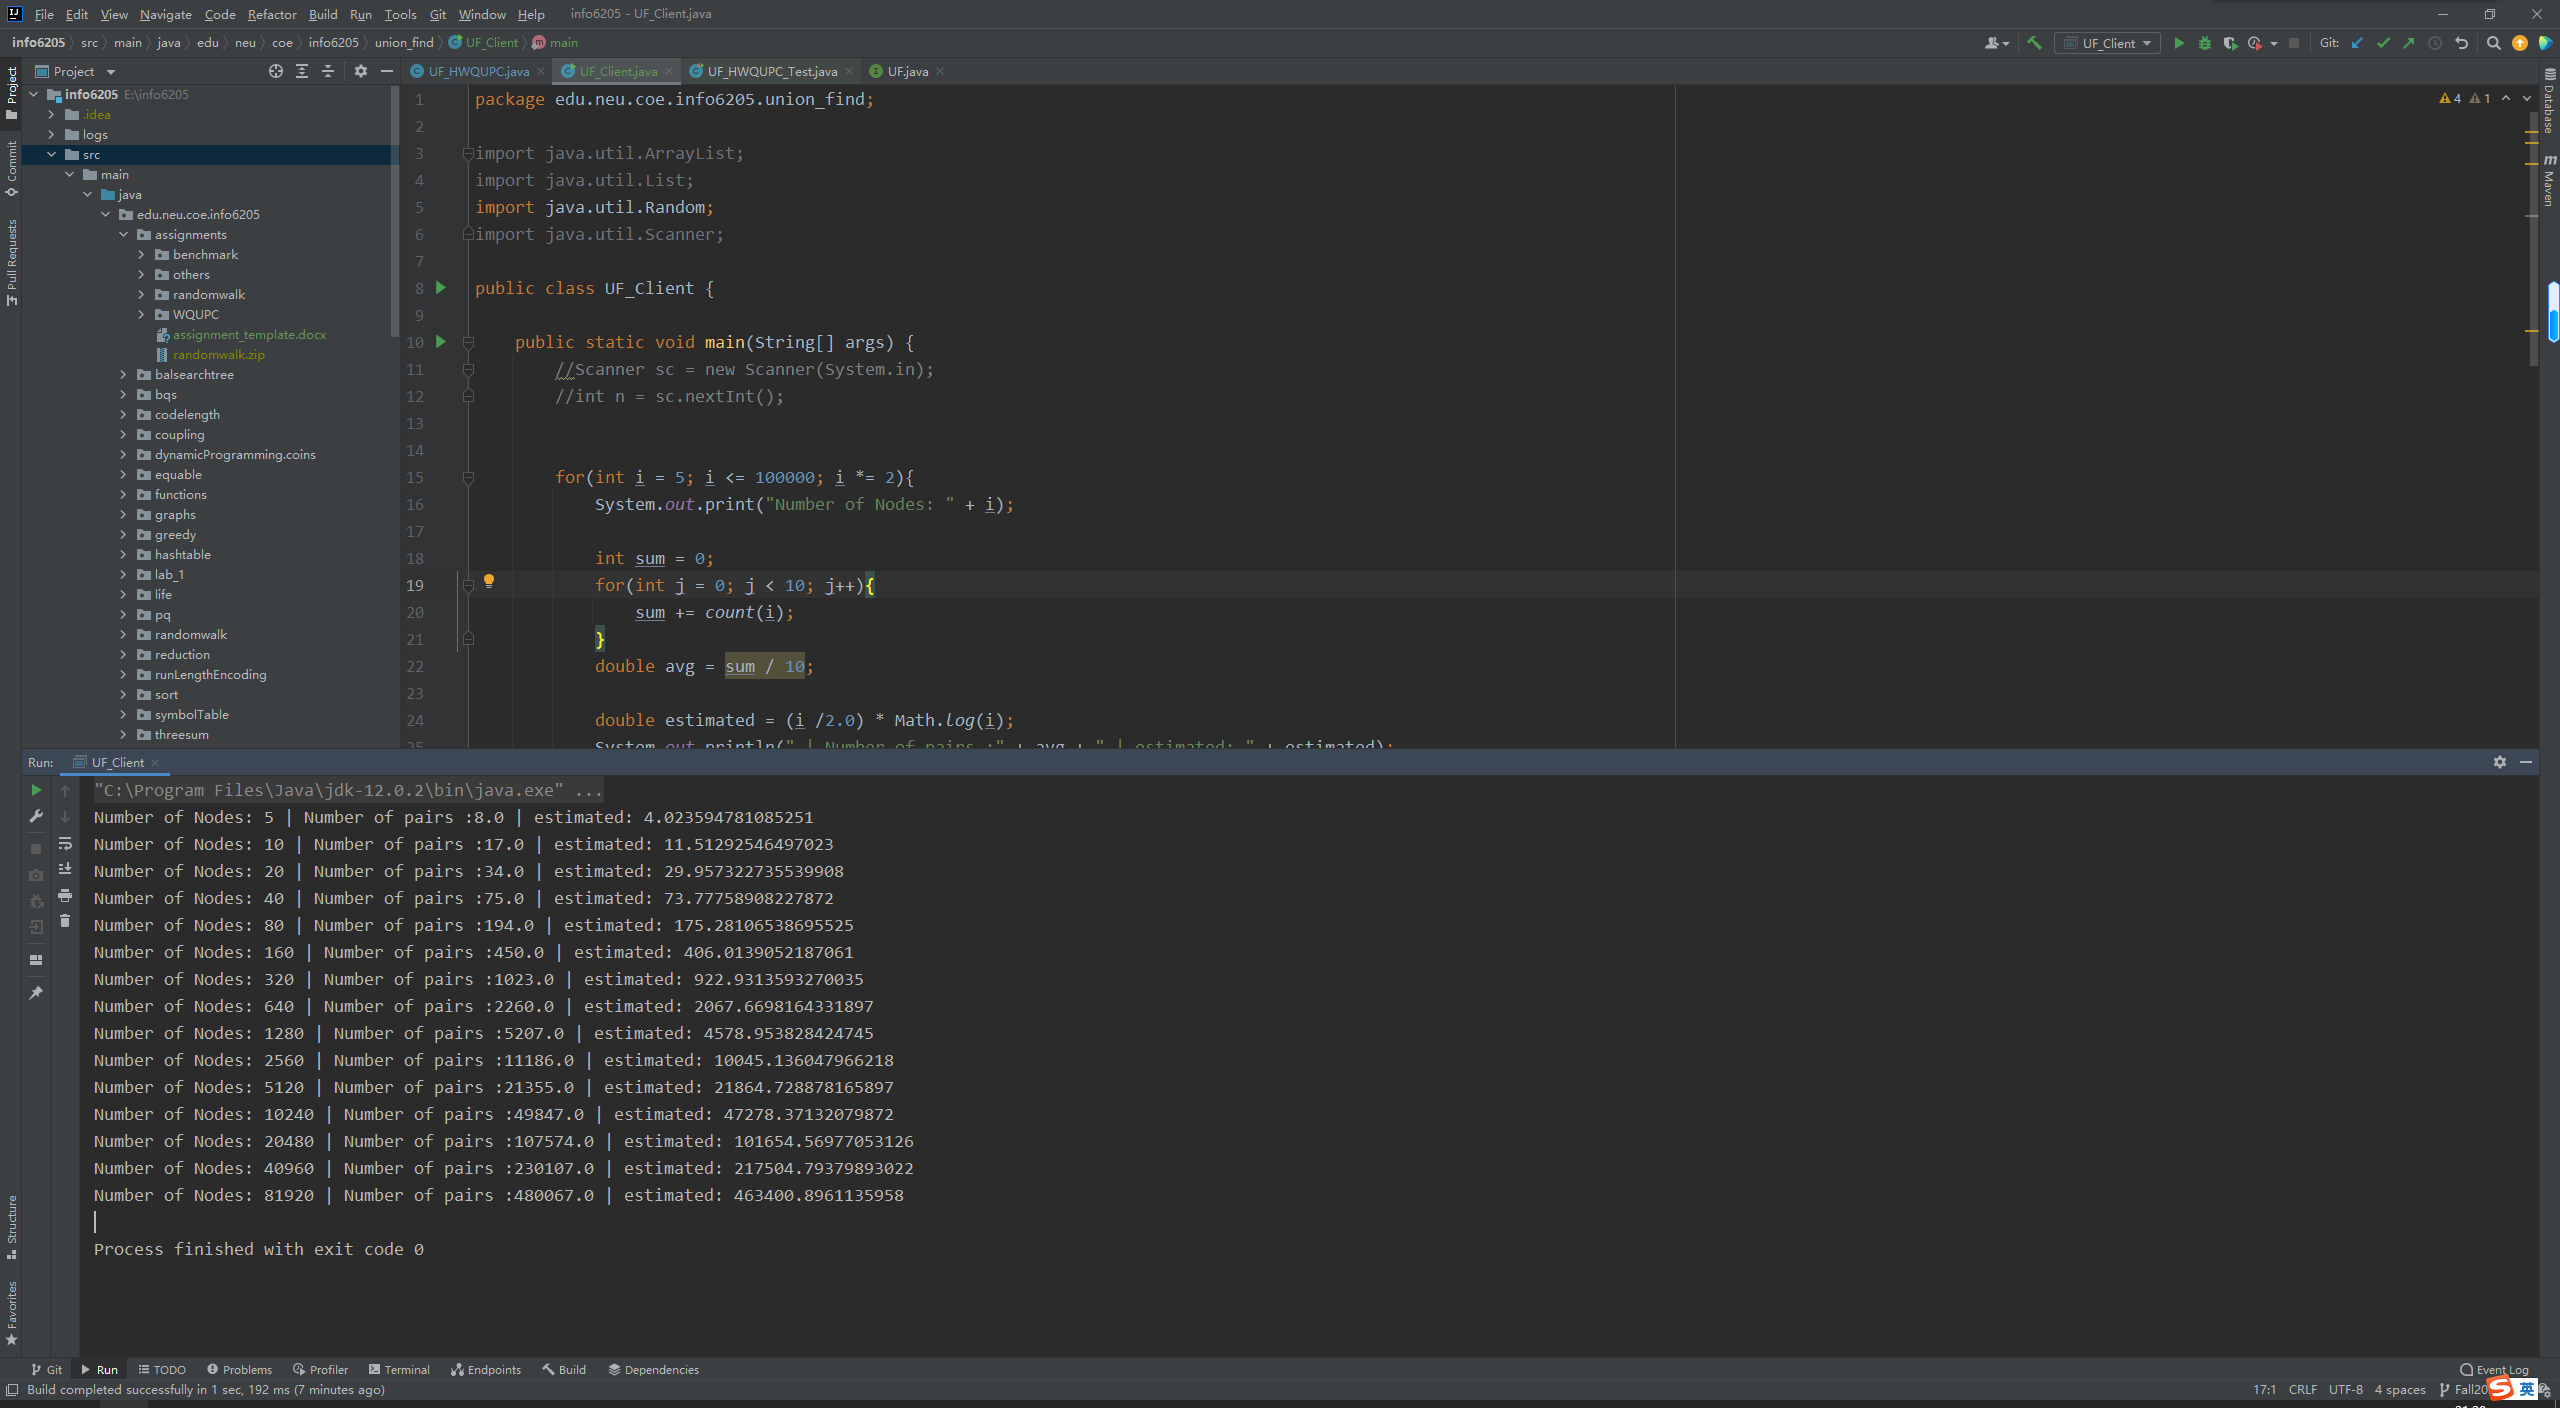 File Edit View Navigate Code Refactor Build Run Tools Git Window Help info6205 - UF_Client.java
info6205 src main java edu neu coe info6205 union_find UF_Client main
UF_Client Git:
Project
UF_HWQUPC.java UF_Client.java UF_HWQUPC_Test.java UF.java
Project
Commit
Pull Requests
info6205 E:\info6205
.idea
logs
src
main
java
edu.neu.coe.info6205
assignments
benchmark
others
randomwalk
WQUPC
assignment_template.docx
randomwalk.zip
balsearchtree
bqs
codelength
coupling
dynamicProgramming.coins
equable
functions
graphs
greedy
hashtable
lab_1
life
pq
randomwalk
reduction
runLengthEncoding
sort
symbolTable
threesum
4 1
Database
Maven
1 package edu.neu.coe.info6205.union_find;
2
3 import java.util.ArrayList;
4 import java.util.List;
5 import java.util.Random;
6 import java.util.Scanner;
7
8 public class UF_Client {
9
10 public static void main(String[] args) {
11 //Scanner sc = new Scanner(System.in);
12 //int n = sc.nextInt();
13
14
15 for(int i = 5; i <= 100000; i *= 2){
16 System.out.print("Number of Nodes: " + i);
17
18 int sum = 0;
19 for(int j = 0; j < 10; j++){
20 sum += count(i);
21 }
22 double avg = sum / 10;
23
24 double estimated = (i /2.0) * Math.log(i);
25 System.out.println(" | Number of pairs :" + avg + " | estimated: " + estimated);
Run: UF_Client
"C:\Program Files\Java\jdk-12.0.2\bin\java.exe" ...
Number of Nodes: 5 | Number of pairs :8.0 | estimated: 4.023594781085251
Number of Nodes: 10 | Number of pairs :17.0 | estimated: 11.51292546497023
Number of Nodes: 20 | Number of pairs :34.0 | estimated: 29.957322735539908
Number of Nodes: 40 | Number of pairs :75.0 | estimated: 73.77758908227872
Number of Nodes: 80 | Number of pairs :194.0 | estimated: 175.28106538695525
Number of Nodes: 160 | Number of pairs :450.0 | estimated: 406.0139052187061
Number of Nodes: 320 | Number of pairs :1023.0 | estimated: 922.9313593270035
Number of Nodes: 640 | Number of pairs :2260.0 | estimated: 2067.6698164331897
Number of Nodes: 1280 | Number of pairs :5207.0 | estimated: 4578.953828424745
Number of Nodes: 2560 | Number of pairs :11186.0 | estimated: 10045.136047966218
Number of Nodes: 5120 | Number of pairs :21355.0 | estimated: 21864.728878165897
Number of Nodes: 10240 | Number of pairs :49847.0 | estimated: 47278.37132079872
Number of Nodes: 20480 | Number of pairs :107574.0 | estimated: 101654.56977053126
Number of Nodes: 40960 | Number of pairs :230107.0 | estimated: 217504.79379893022
Number of Nodes: 81920 | Number of pairs :480067.0 | estimated: 463400.8961135958
Process finished with exit code 0
Structure
Favorites
Git Run TODO Problems Profiler Terminal Endpoints Build Dependencies Event Log
Build completed successfully in 1 sec, 192 ms (7 minutes ago) 17:1 CRLF UTF-8 4 spaces Fall20 英